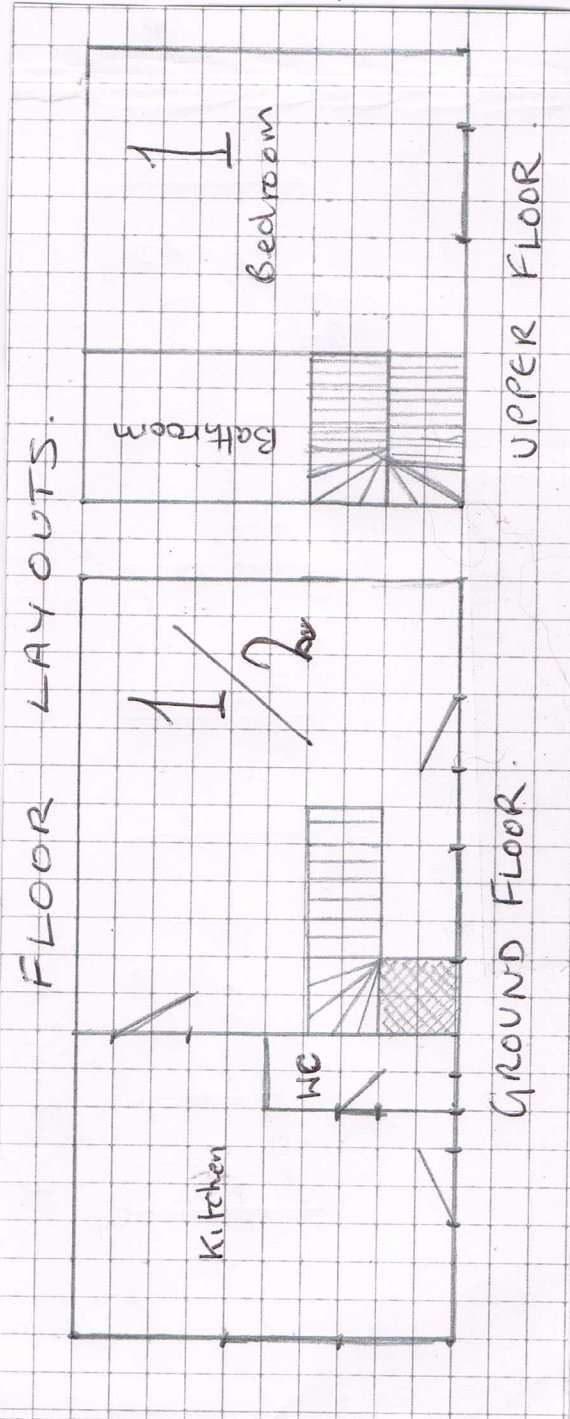 FLOOR LAYOUTS.
Kitchen
WC
1/2
GROUND FLOOR.
Bathroom
1
Bedroom
UPPER FLOOR.